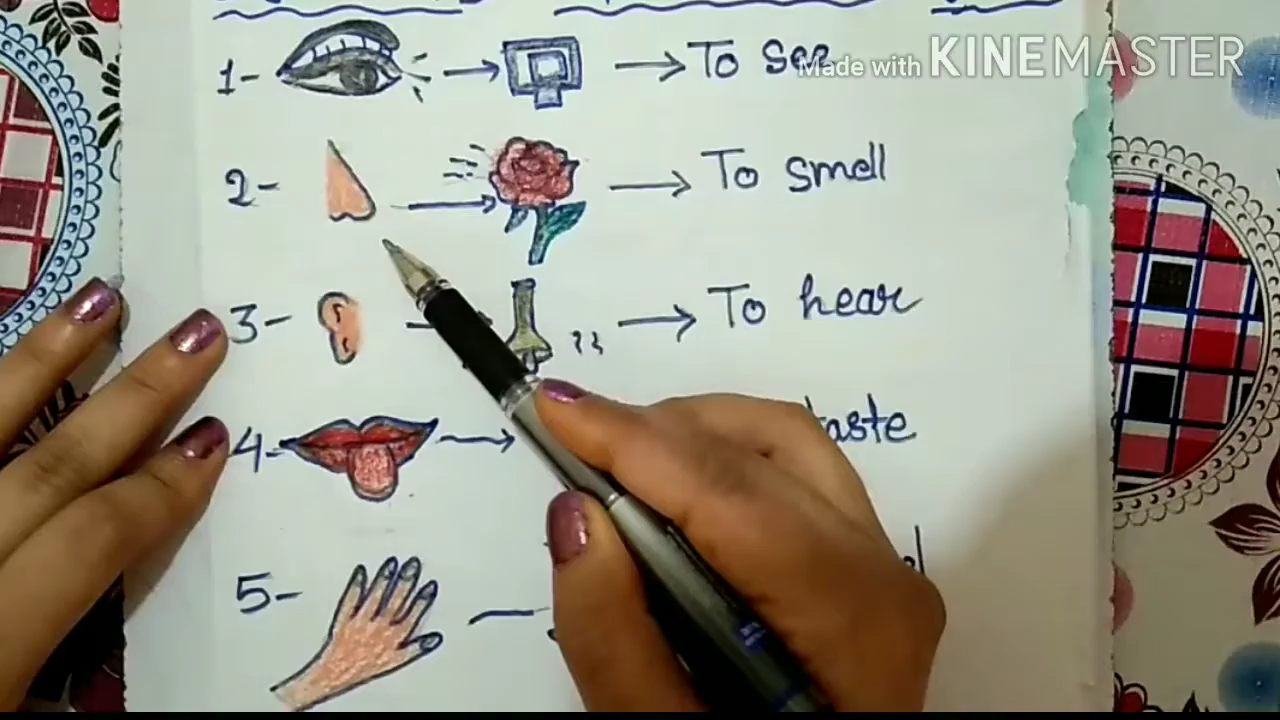 Made with KINEMASTER
1- To see
2- To smell
3- To hear
4- taste
5-